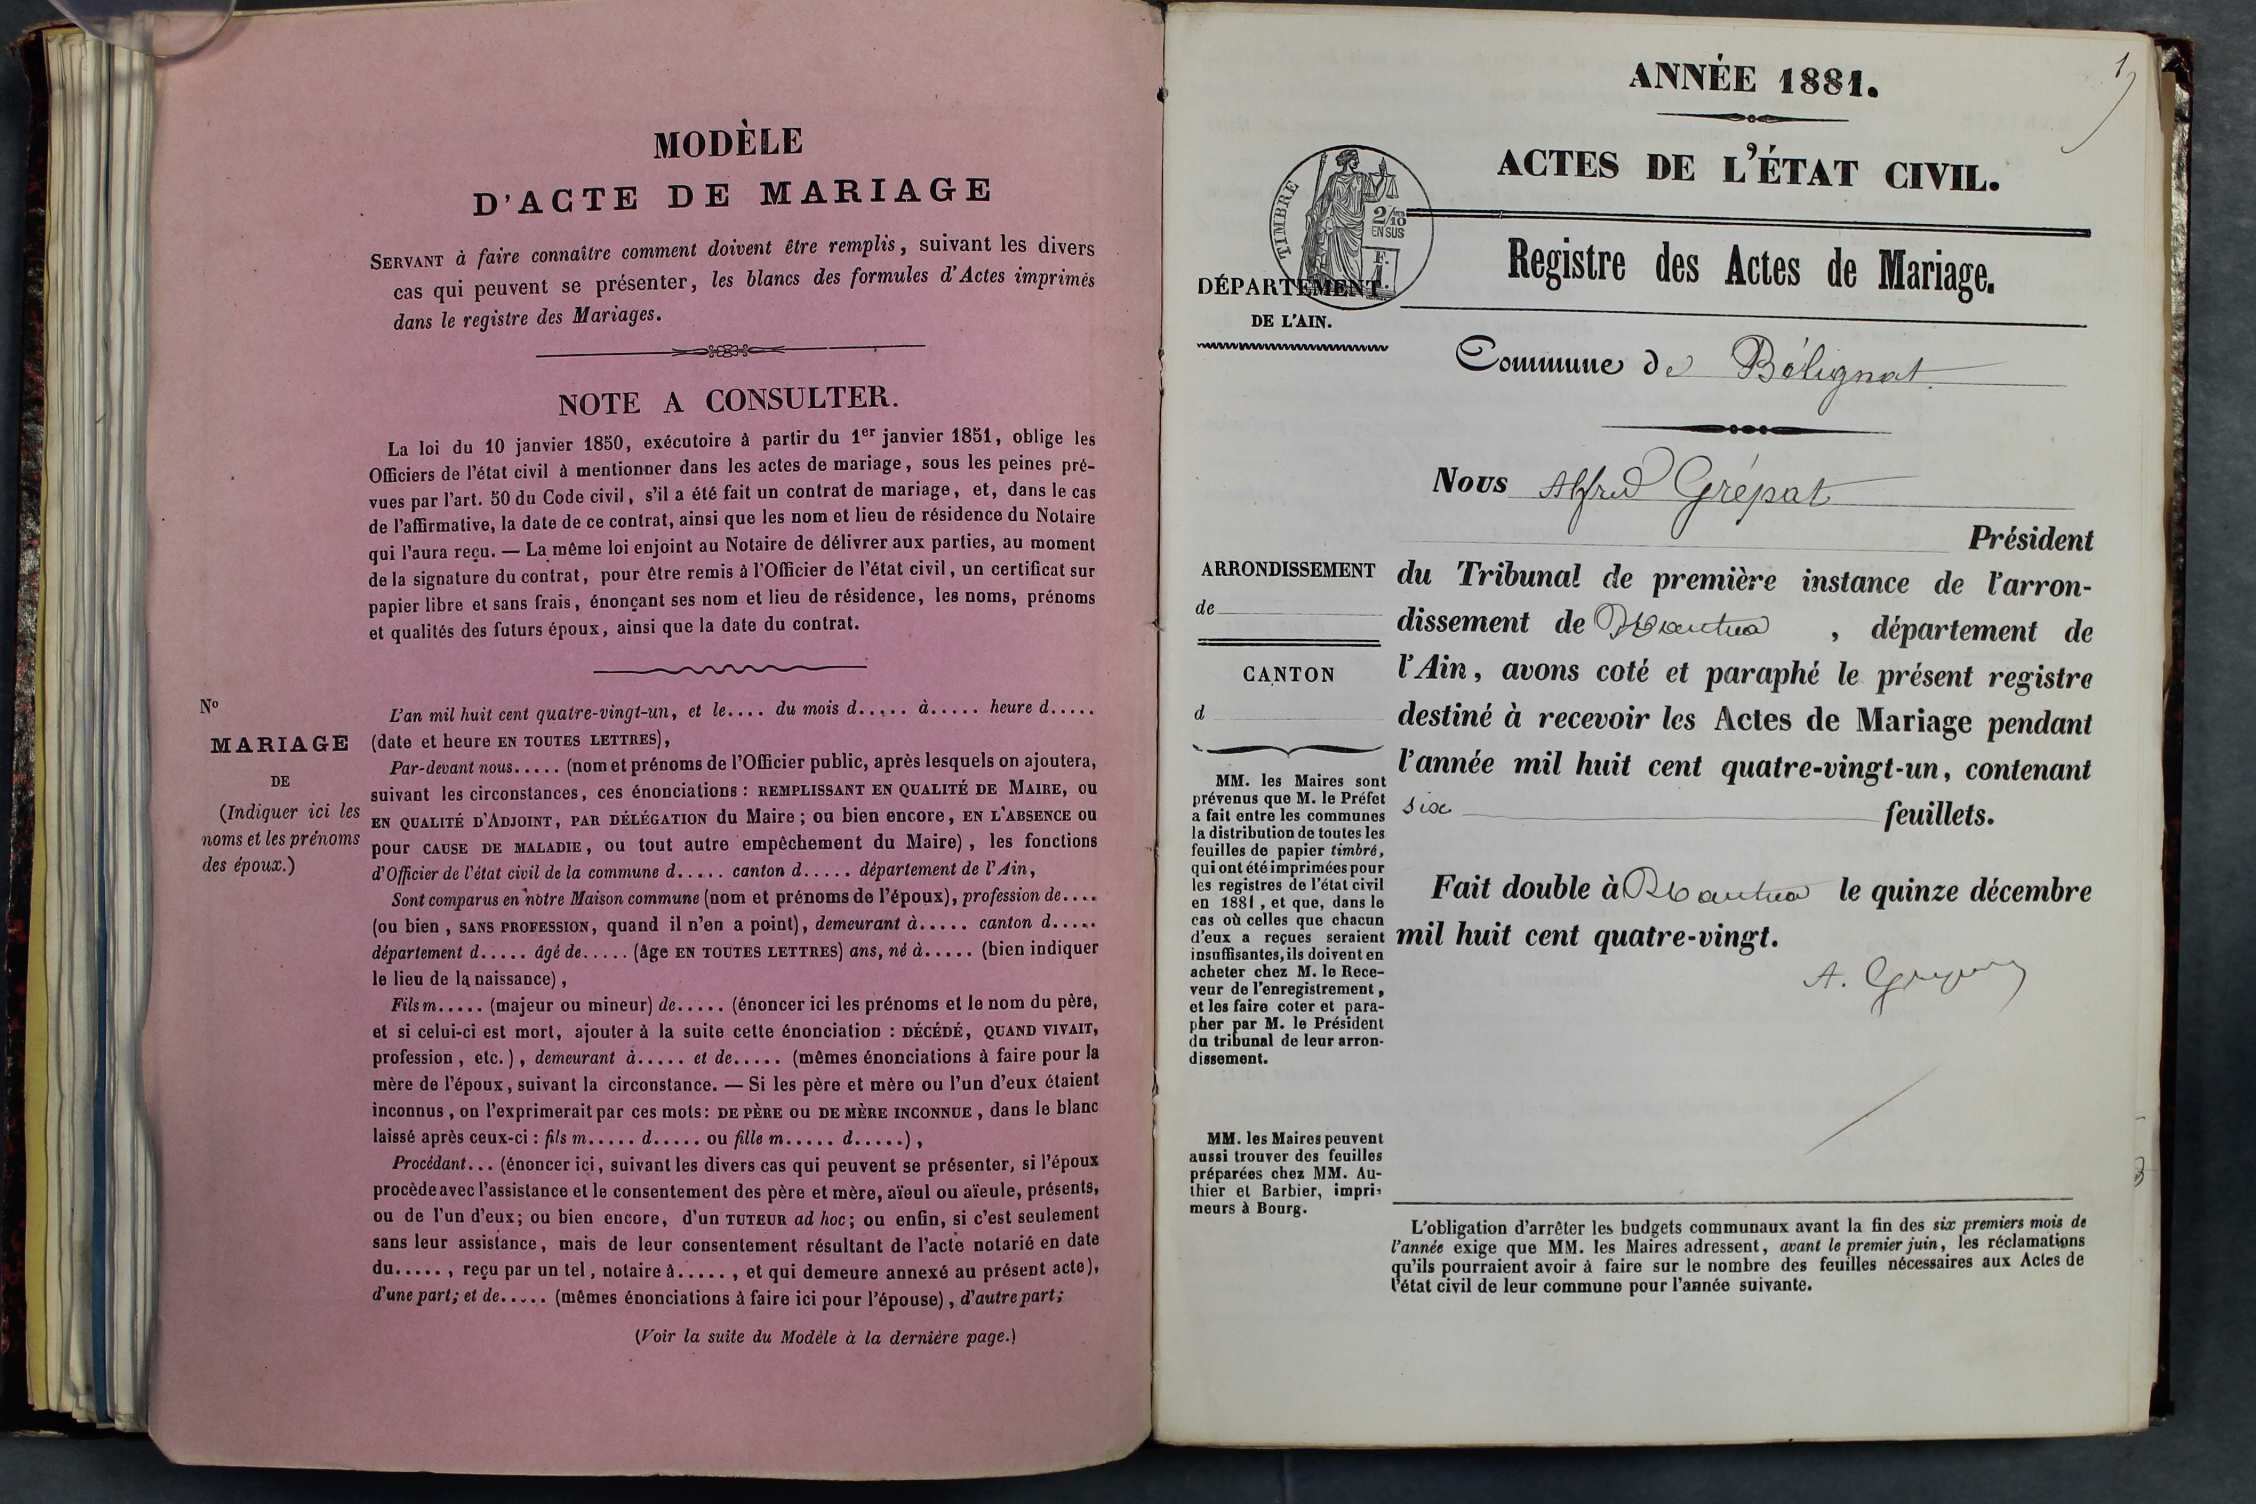 MODÈLE
D'ACTE DE MARIAGE
SERVANT à faire connaître comment doivent être remplis, suivant les divers
cas qui peuvent se présenter, les blancs des formules d'Actes imprimés
dans le registre des Mariages.
NOTE A CONSULTER.
La loi du 10 janvier 1850, exécutoire à partir du 1er janvier 1851, oblige les
Officiers de l'état civil à mentionner dans les actes de mariage, sous les peines pré-
vues par l'art. 50 du Code civil, s'il a été fait un contrat de mariage, et, dans le cas
de l'affirmative, la date de ce contrat, ainsi que les nom et lieu de résidence du Notaire
qui l'aura reçu. — La même loi enjoint au Notaire de délivrer aux parties, au moment
de la signature du contrat, pour être remis à l'Officier de l'état civil, un certificat sur
papier libre et sans frais, énonçant ses nom et lieu de résidence, les noms, prénoms
et qualités des futurs époux, ainsi que la date du contrat.
No
MARIAGE
DE
(Indiquer ici les
noms et les prénoms
des époux.)
L'an mil huit cent quatre-vingt-un, et le.... du mois d..... à..... heure d.....
(date et heure EN TOUTES LETTRES),
Par-devant nous..... (nom et prénoms de l'Officier public, après lesquels on ajoutera,
suivant les circonstances, ces énonciations : REMPLISSANT EN QUALITÉ DE MAIRE, ou
EN QUALITÉ D'ADJOINT, PAR DÉLÉGATION du Maire; ou bien encore, EN L'ABSENCE ou
pour CAUSE DE MALADIE, ou tout autre empêchement du Maire), les fonctions
d'Officier de l'état civil de la commune d..... canton d..... département de l'Ain,
Sont comparus en notre Maison commune (nom et prénoms de l'époux), profession de....
(ou bien, SANS PROFESSION, quand il n'en a point), demeurant à..... canton d.....
département d..... âgé de..... (âge EN TOUTES LETTRES) ans, né à..... (bien indiquer
le lieu de la naissance),
Fils m..... (majeur ou mineur) de..... (énoncer ici les prénoms et le nom du père,
et si celui-ci est mort, ajouter à la suite cette énonciation : DÉCÉDÉ, QUAND VIVAIT,
profession, etc.), demeurant à..... et de..... (mêmes énonciations à faire pour la
mère de l'époux, suivant la circonstance. — Si les père et mère ou l'un d'eux étaient
inconnus, on l'exprimerait par ces mots: DE PÈRE OU DE MÈRE INCONNUE, dans le blanc
laissé après ceux-ci : fils m..... d..... ou fille m..... d.....),
Procédant... (énoncer ici, suivant les divers cas qui peuvent se présenter, si l'époux
procède avec l'assistance et le consentement des père et mère, aïeul ou aïeule, présents,
ou de l'un d'eux; ou bien encore, d'un TUTEUR ad hoc; ou enfin, si c'est seulement
sans leur assistance, mais de leur consentement résultant de l'acte notarié en date
du....., reçu par un tel, notaire à....., et qui demeure annexé au présent acte),
d'une part; et de..... (mêmes énonciations à faire ici pour l'épouse), d'autre part;
(Voir la suite du Modèle à la dernière page.)
1
ANNÉE 1881.
ACTES DE L'ÉTAT CIVIL.
TIMBRE
2/10
EN SUS
Registre des Actes de Mariage.
DÉPARTEMENT
DE L'AIN.
Commune de Bélignat
Nous Alfred Grépat
Président
du Tribunal de première instance de l'arron-
dissement de Nantua, département de
l'Ain, avons coté et paraphé le présent registre
destiné à recevoir les Actes de Mariage pendant
l'année mil huit cent quatre-vingt-un, contenant
six feuillets.
Fait double à Nantua le quinze décembre
mil huit cent quatre-vingt.
ARRONDISSEMENT
de
CANTON
d
MM. les Maires sont
prévenus que M. le Préfet
a fait entre les communes
la distribution de toutes les
feuilles de papier timbré,
qui ont été imprimées pour
les registres de l'état civil
en 1881, et que, dans le
cas où celles que chacun
d'eux a reçues seraient
insuffisantes, ils doivent en
acheter chez M. le Rece-
veur de l'enregistrement,
et les faire coter et para-
pher par M. le Président
du tribunal de leur arron-
dissement.
MM. les Maires peuvent
aussi trouver des feuilles
préparées chez MM. Au-
thier et Barbier, impri-
meurs à Bourg.
L'obligation d'arrêter les budgets communaux avant la fin des six premiers mois de
l'année exige que MM. les Maires adressent, avant le premier juin, les réclamations
qu'ils pourraient avoir à faire sur le nombre des feuilles nécessaires aux Actes de
l'état civil de leur commune pour l'année suivante.